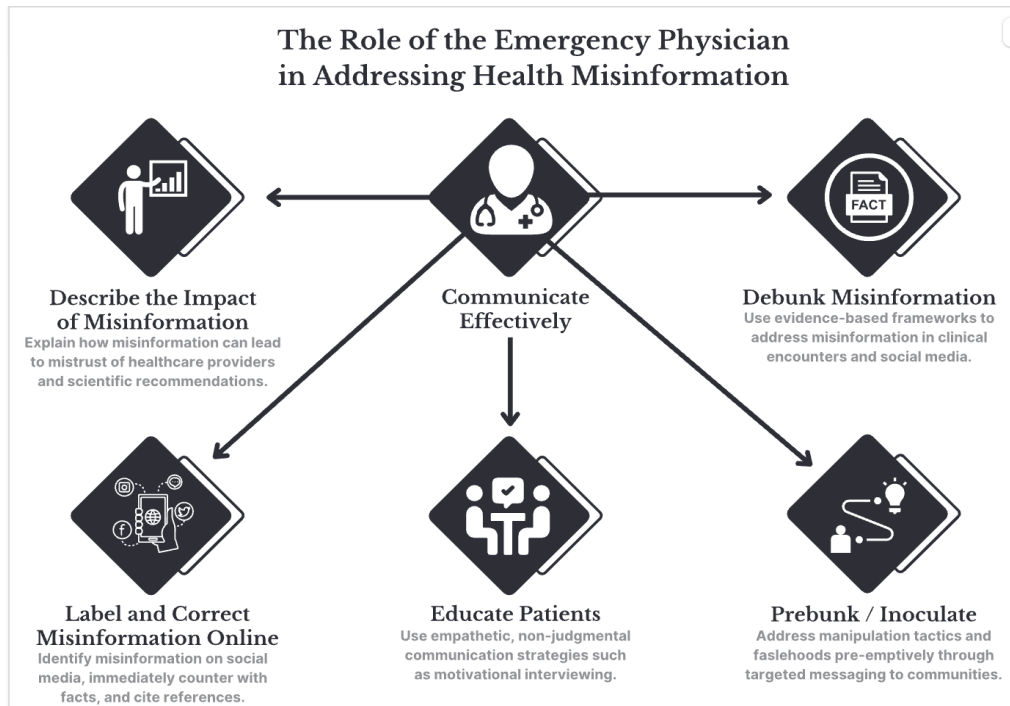 The Role of the Emergency Physician
in Addressing Health Misinformation
FACT
Describe the Impact
of Misinformation
Explain how misinformation can lead
to mistrust of healthcare providers
and scientific recommendations.
Communicate
Effectively
Debunk Misinformation
Use evidence-based frameworks to
address misinformation in clinical
encounters and social media.
Label and Correct
Misinformation Online
Identify misinformation on social
media, immediately counter with
facts, and cite references.
Educate Patients
Use empathetic, non-judgmental
communication strategies such
as motivational interviewing.
Prebunk / Inoculate
Address manipulation tactics and
faslehoods pre-emptively through
targeted messaging to communities.